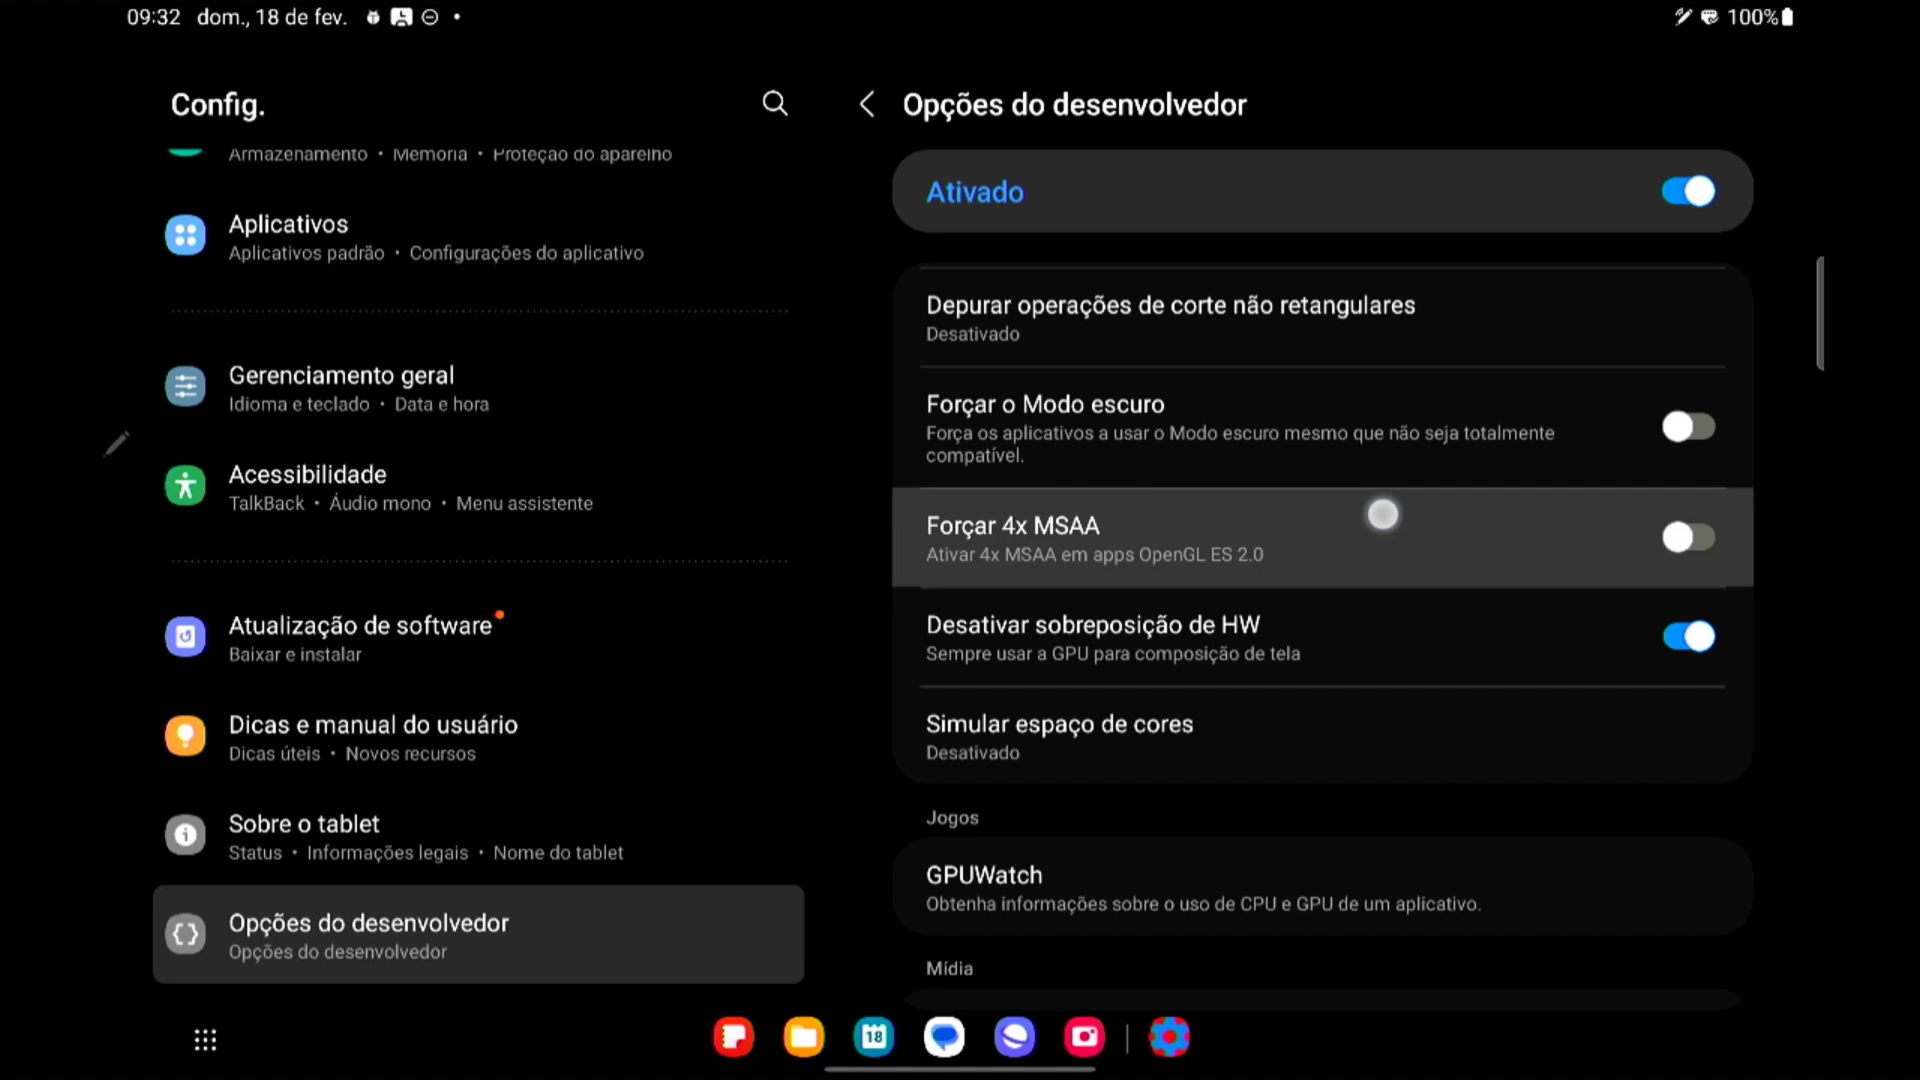 09:32 dom., 18 de fev.
100%
Config.
Armazenamento • Memória • Proteção do aparelho
Aplicativos
Aplicativos padrão • Configurações do aplicativo
Gerenciamento geral
Idioma e teclado • Data e hora
Acessibilidade
TalkBack • Áudio mono • Menu assistente
Atualização de software
Baixar e instalar
Dicas e manual do usuário
Dicas úteis • Novos recursos
Sobre o tablet
Status • Informações legais • Nome do tablet
Opções do desenvolvedor
Opções do desenvolvedor
Opções do desenvolvedor
Ativado
Depurar operações de corte não retangulares
Desativado
Forçar o Modo escuro
Força os aplicativos a usar o Modo escuro mesmo que não seja totalmente
compatível.
Forçar 4x MSAA
Ativar 4x MSAA em apps OpenGL ES 2.0
Desativar sobreposição de HW
Sempre usar a GPU para composição de tela
Simular espaço de cores
Desativado
Jogos
GPUWatch
Obtenha informações sobre o uso de CPU e GPU de um aplicativo.
Mídia
18